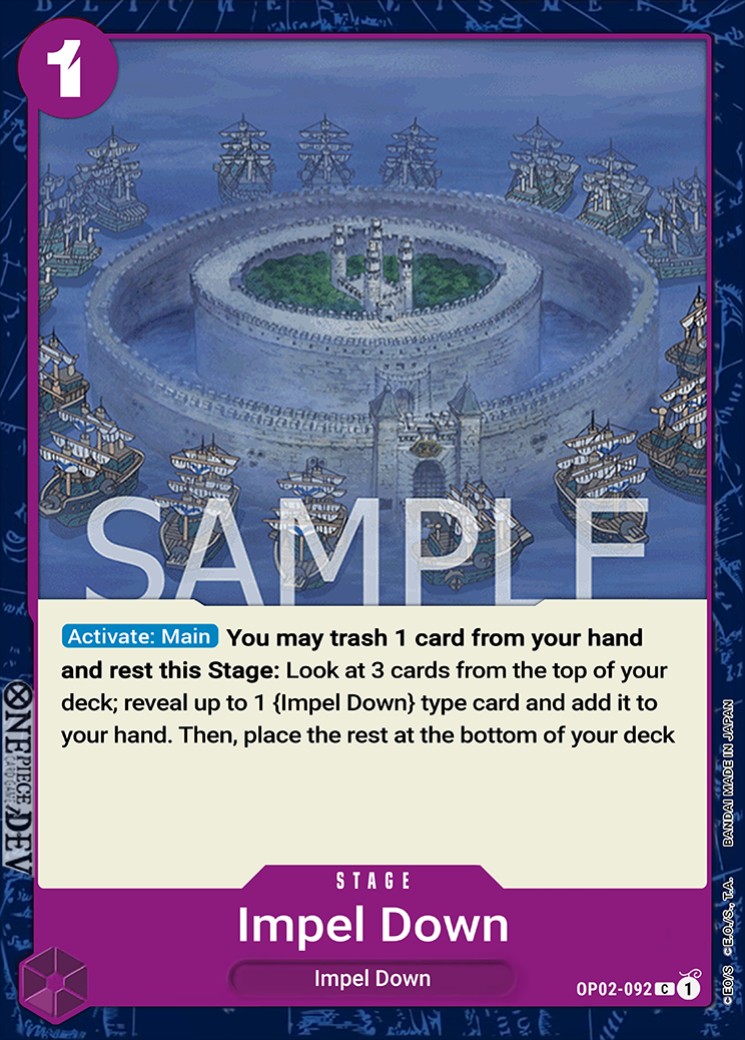 1
SAMPLE
Activate: Main You may trash 1 card from your hand
and rest this Stage: Look at 3 cards from the top of your
deck; reveal up to 1 {Impel Down} type card and add it to
your hand. Then, place the rest at the bottom of your deck
STAGE
Impel Down
Impel Down
OP02-092 C 1
ONE PIECE
DEV
©EO/S ©E.O./S., T.A. BANDAI MADE IN JAPAN